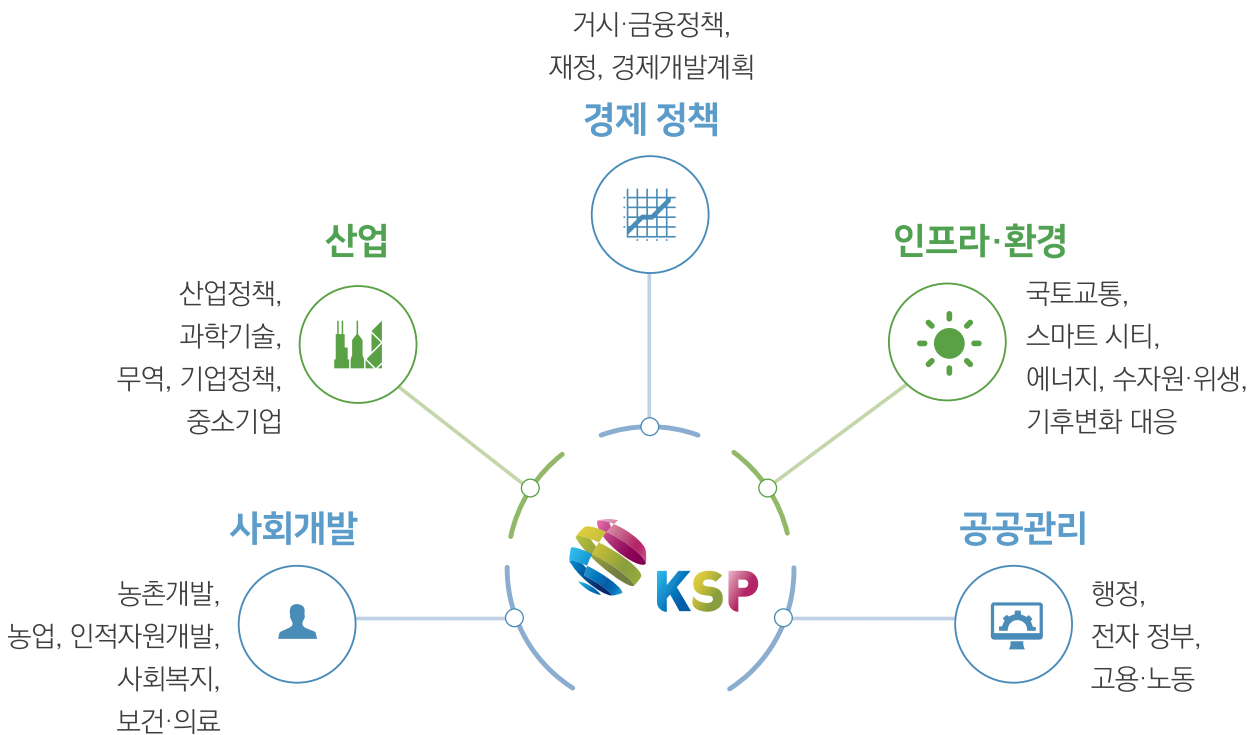 거시·금융정책,
재정, 경제개발계획
경제 정책
산업
산업정책,
과학기술,
무역, 기업정책,
중소기업
인프라·환경
국토교통,
스마트 시티,
에너지, 수자원·위생,
기후변화 대응
사회개발
농촌개발,
농업, 인적자원개발,
사회복지,
보건·의료
KSP
공공관리
행정,
전자 정부,
고용·노동